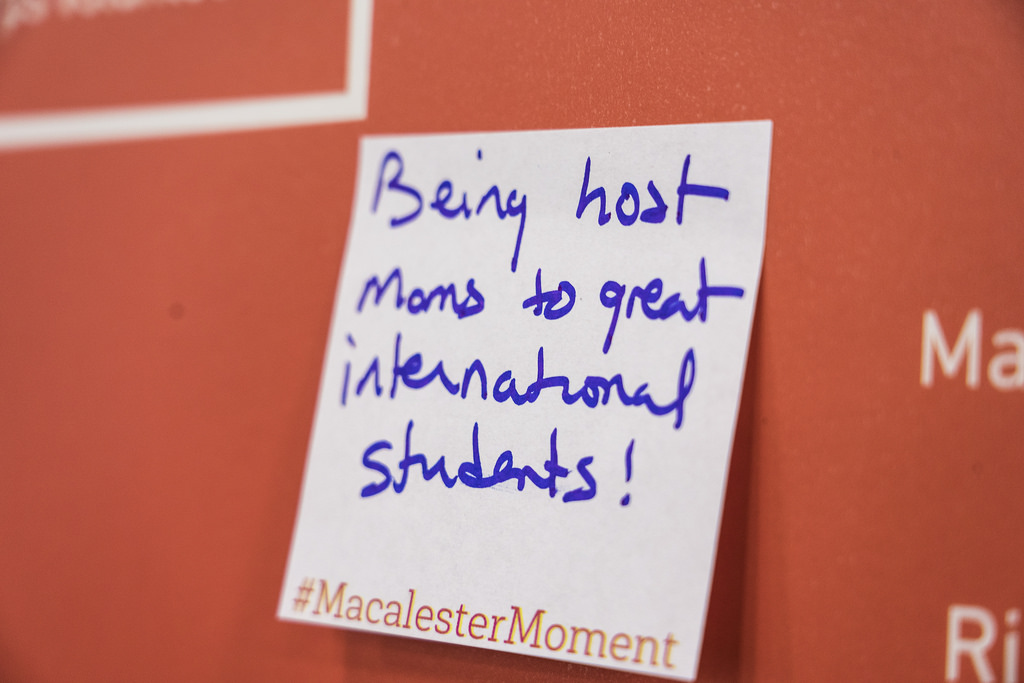 Being host
moms to great
international
students!
#MacalesterMoment
Ma
Ri